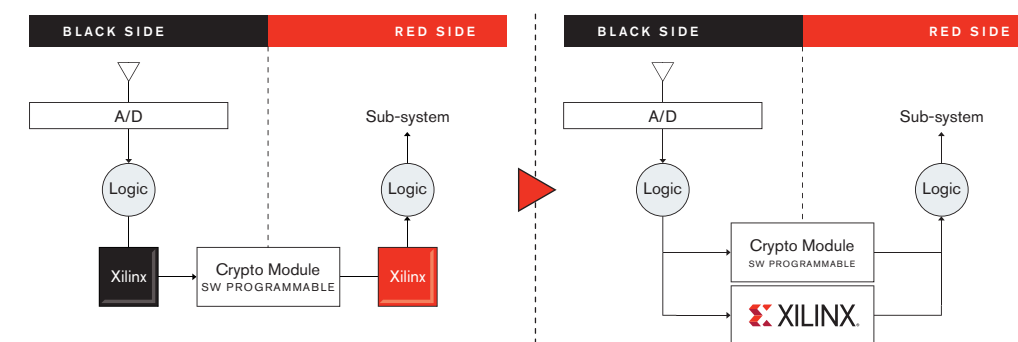 BLACK SIDE
RED SIDE
A/D
Sub-system
Logic
Logic
Xilinx
Crypto Module
SW PROGRAMMABLE
Xilinx
BLACK SIDE
RED SIDE
A/D
Sub-system
Logic
Logic
Crypto Module
SW PROGRAMMABLE
XILINX®